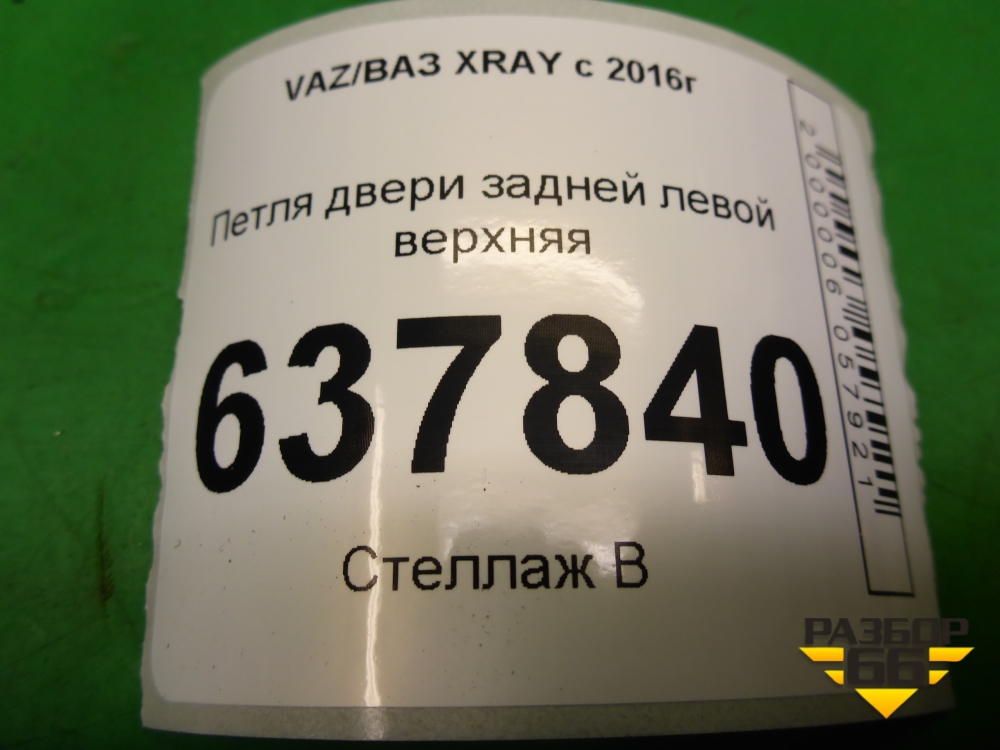 VAZ/ВАЗ XRAY с 2016г
Петля двери задней левой
верхняя
637840
Стеллаж В
2000006057921
РАЗБОР
66